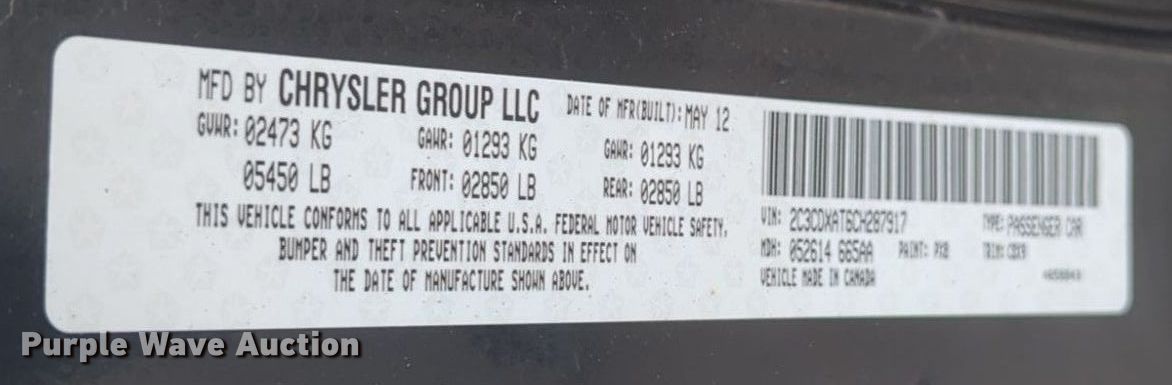 MFD BY CHRYSLER GROUP LLC DATE OF MFR(BUILT): MAY 12
GVWR: 02473 KG GAWR: 01293 KG GAWR: 01293 KG
05450 LB FRONT: 02850 LB REAR: 02850 LB
THIS VEHICLE CONFORMS TO ALL APPLICABLE U.S.A. FEDERAL MOTOR VEHICLE SAFETY,
BUMPER AND THEFT PREVENTION STANDARDS IN EFFECT ON
THE DATE OF MANUFACTURE SHOWN ABOVE.
VIN: 2C3CDXAT6CH287917 TYPE: PASSENGER CAR
MDH: 052614 665AA PAINT: PX8 TRIM:
VEHICLE MADE IN CANADA
Purple Wave Auction